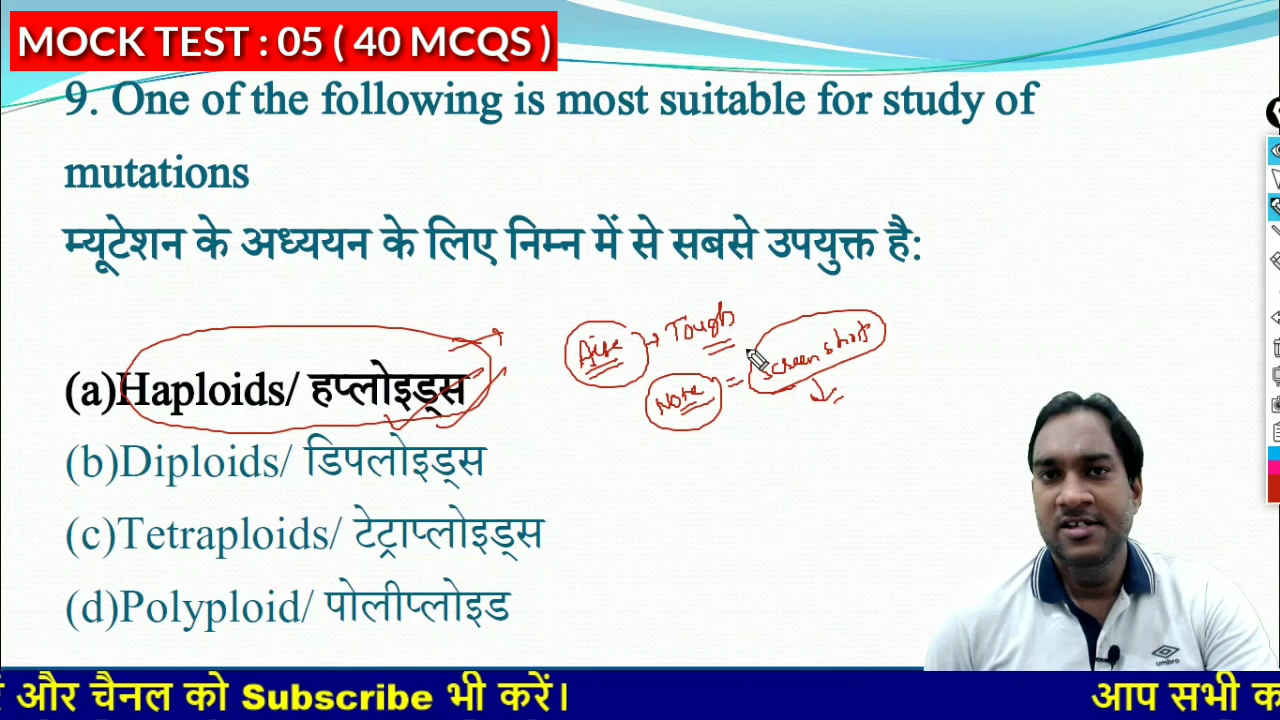 MOCK TEST : 05 ( 40 MCQS )
9. One of the following is most suitable for study of
mutations
म्यूटेशन के अध्ययन के लिए निम्न में से सबसे उपयुक्त है:
(a)Haploids/ हप्लोइड्स
(b)Diploids/ डिपलोइड्स
(c)Tetraploids/ टेट्राप्लोइड्स
(d)Polyploid/ पोलीप्लोइड
Tough
Note = Screen shot
umbro
और चैनल को Subscribe भी करें। आप सभी